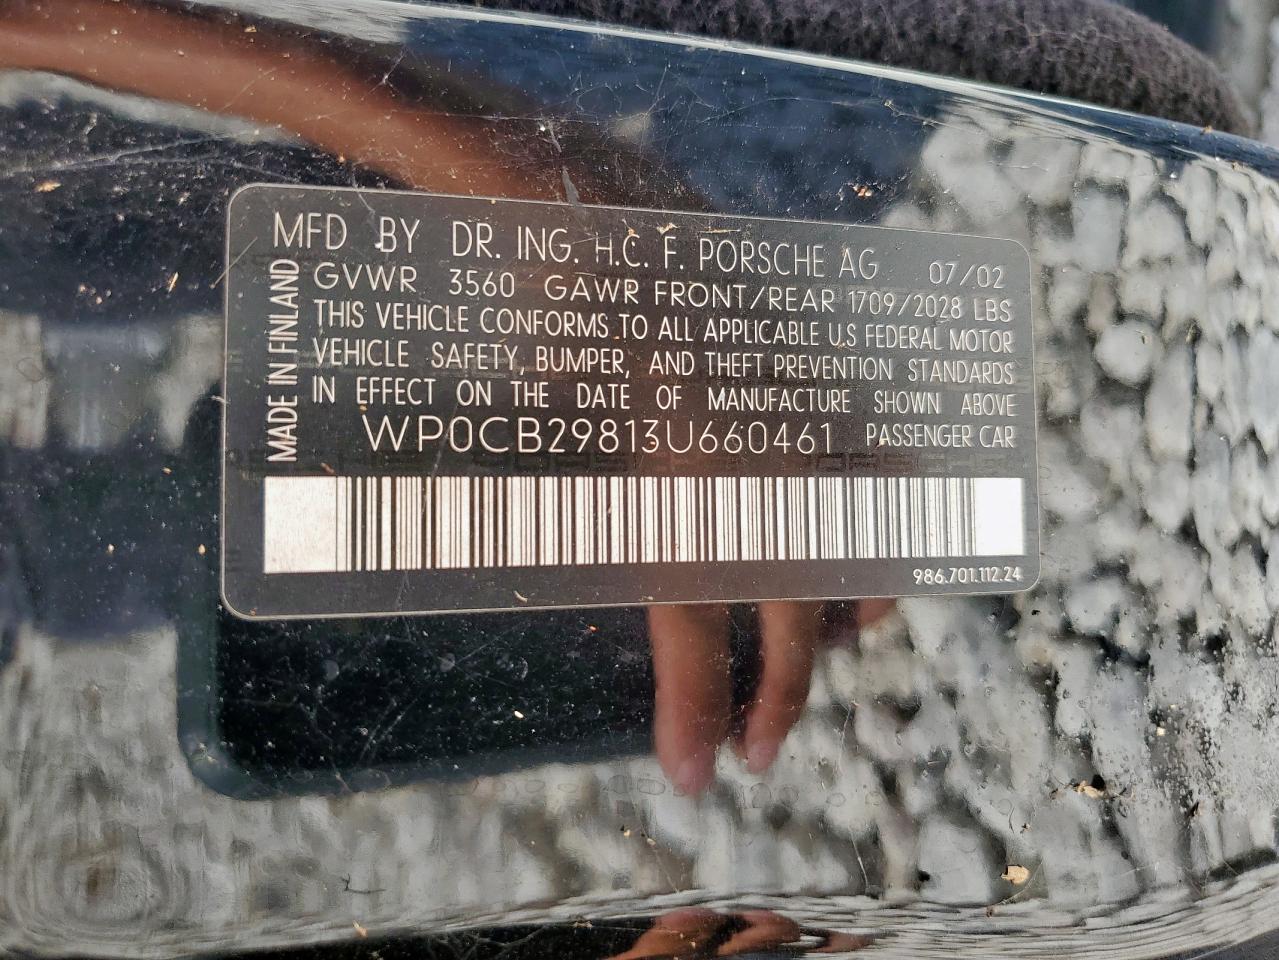 MFD BY DR. ING. H.C. F. PORSCHE AG 07/02
GVWR 3560 GAWR FRONT/REAR 1709/2028 LBS
THIS VEHICLE CONFORMS TO ALL APPLICABLE U.S FEDERAL MOTOR
VEHICLE SAFETY, BUMPER, AND THEFT PREVENTION STANDARDS
IN EFFECT ON THE DATE OF MANUFACTURE SHOWN ABOVE
WP0CB29813U660461 PASSENGER CAR
MADE IN FINLAND
986.701.112.24